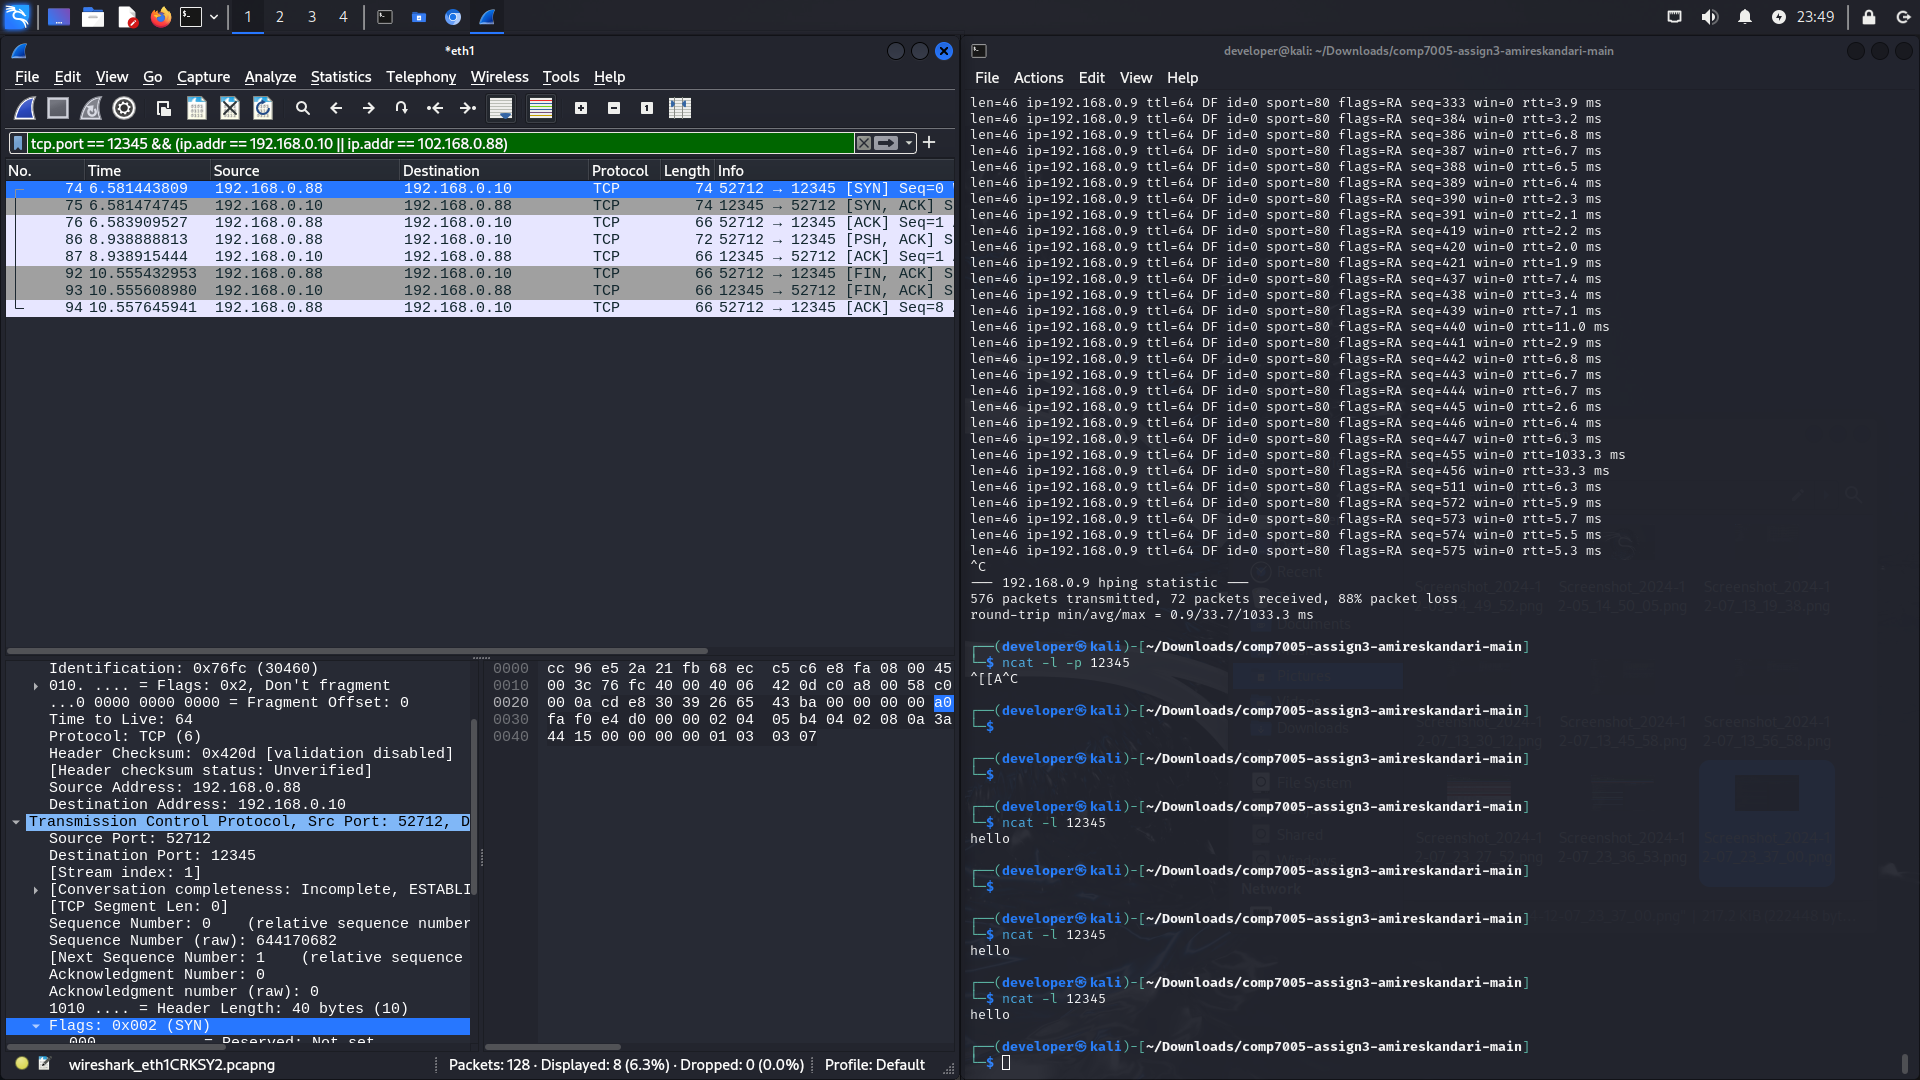 1 2 3 4
23:49
*eth1
File Edit View Go Capture Analyze Statistics Telephony Wireless Tools Help
tcp.port == 12345 && (ip.addr == 192.168.0.10 || ip.addr == 102.168.0.88)
No. Time Source Destination Protocol Length Info
74 6.581443809 192.168.0.88 192.168.0.10 TCP 74 52712 → 12345 [SYN] Seq=0
75 6.581474745 192.168.0.10 192.168.0.88 TCP 74 12345 → 52712 [SYN, ACK] S
76 6.583909527 192.168.0.88 192.168.0.10 TCP 66 52712 → 12345 [ACK] Seq=1
86 8.938888813 192.168.0.88 192.168.0.10 TCP 72 52712 → 12345 [PSH, ACK] S
87 8.938915444 192.168.0.10 192.168.0.88 TCP 66 12345 → 52712 [ACK] Seq=1
92 10.555432953 192.168.0.88 192.168.0.10 TCP 66 52712 → 12345 [FIN, ACK] S
93 10.555608980 192.168.0.10 192.168.0.88 TCP 66 12345 → 52712 [FIN, ACK] S
94 10.557645941 192.168.0.88 192.168.0.10 TCP 66 52712 → 12345 [ACK] Seq=8
Identification: 0x76fc (30460)
010. .... = Flags: 0x2, Don't fragment
...0 0000 0000 0000 = Fragment Offset: 0
Time to Live: 64
Protocol: TCP (6)
Header Checksum: 0x420d [validation disabled]
[Header checksum status: Unverified]
Source Address: 192.168.0.88
Destination Address: 192.168.0.10
Transmission Control Protocol, Src Port: 52712, D
Source Port: 52712
Destination Port: 12345
[Stream index: 1]
[Conversation completeness: Incomplete, ESTABLI
[TCP Segment Len: 0]
Sequence Number: 0 (relative sequence number
Sequence Number (raw): 644170682
[Next Sequence Number: 1 (relative sequence
Acknowledgment Number: 0
Acknowledgment number (raw): 0
1010 .... = Header Length: 40 bytes (10)
Flags: 0x002 (SYN)
000. .... .... = Reserved: Not set
0000 cc 96 e5 2a 21 fb 68 ec c5 c6 e8 fa 08 00 45
0010 00 3c 76 fc 40 00 40 06 42 0d c0 a8 00 58 c0
0020 00 0a cd e8 30 39 26 65 43 ba 00 00 00 00 a0
0030 fa f0 e4 d0 00 00 02 04 05 b4 04 02 08 0a 3a
0040 44 15 00 00 00 00 01 03 03 07
wireshark_eth1CRKSY2.pcapng
Packets: 128 · Displayed: 8 (6.3%) · Dropped: 0 (0.0%)
Profile: Default
developer@kali: ~/Downloads/comp7005-assign3-amireskandari-main
File Actions Edit View Help
len=46 ip=192.168.0.9 ttl=64 DF id=0 sport=80 flags=RA seq=333 win=0 rtt=3.9 ms
len=46 ip=192.168.0.9 ttl=64 DF id=0 sport=80 flags=RA seq=384 win=0 rtt=3.2 ms
len=46 ip=192.168.0.9 ttl=64 DF id=0 sport=80 flags=RA seq=386 win=0 rtt=6.8 ms
len=46 ip=192.168.0.9 ttl=64 DF id=0 sport=80 flags=RA seq=387 win=0 rtt=6.7 ms
len=46 ip=192.168.0.9 ttl=64 DF id=0 sport=80 flags=RA seq=388 win=0 rtt=6.5 ms
len=46 ip=192.168.0.9 ttl=64 DF id=0 sport=80 flags=RA seq=389 win=0 rtt=6.4 ms
len=46 ip=192.168.0.9 ttl=64 DF id=0 sport=80 flags=RA seq=390 win=0 rtt=2.3 ms
len=46 ip=192.168.0.9 ttl=64 DF id=0 sport=80 flags=RA seq=391 win=0 rtt=2.1 ms
len=46 ip=192.168.0.9 ttl=64 DF id=0 sport=80 flags=RA seq=419 win=0 rtt=2.2 ms
len=46 ip=192.168.0.9 ttl=64 DF id=0 sport=80 flags=RA seq=420 win=0 rtt=2.0 ms
len=46 ip=192.168.0.9 ttl=64 DF id=0 sport=80 flags=RA seq=421 win=0 rtt=1.9 ms
len=46 ip=192.168.0.9 ttl=64 DF id=0 sport=80 flags=RA seq=437 win=0 rtt=7.4 ms
len=46 ip=192.168.0.9 ttl=64 DF id=0 sport=80 flags=RA seq=438 win=0 rtt=3.4 ms
len=46 ip=192.168.0.9 ttl=64 DF id=0 sport=80 flags=RA seq=439 win=0 rtt=7.1 ms
len=46 ip=192.168.0.9 ttl=64 DF id=0 sport=80 flags=RA seq=440 win=0 rtt=11.0 ms
len=46 ip=192.168.0.9 ttl=64 DF id=0 sport=80 flags=RA seq=441 win=0 rtt=2.9 ms
len=46 ip=192.168.0.9 ttl=64 DF id=0 sport=80 flags=RA seq=442 win=0 rtt=6.8 ms
len=46 ip=192.168.0.9 ttl=64 DF id=0 sport=80 flags=RA seq=443 win=0 rtt=6.7 ms
len=46 ip=192.168.0.9 ttl=64 DF id=0 sport=80 flags=RA seq=444 win=0 rtt=6.7 ms
len=46 ip=192.168.0.9 ttl=64 DF id=0 sport=80 flags=RA seq=445 win=0 rtt=2.6 ms
len=46 ip=192.168.0.9 ttl=64 DF id=0 sport=80 flags=RA seq=446 win=0 rtt=6.4 ms
len=46 ip=192.168.0.9 ttl=64 DF id=0 sport=80 flags=RA seq=447 win=0 rtt=6.3 ms
len=46 ip=192.168.0.9 ttl=64 DF id=0 sport=80 flags=RA seq=455 win=0 rtt=1033.3 ms
len=46 ip=192.168.0.9 ttl=64 DF id=0 sport=80 flags=RA seq=456 win=0 rtt=33.3 ms
len=46 ip=192.168.0.9 ttl=64 DF id=0 sport=80 flags=RA seq=511 win=0 rtt=6.3 ms
len=46 ip=192.168.0.9 ttl=64 DF id=0 sport=80 flags=RA seq=572 win=0 rtt=5.9 ms
len=46 ip=192.168.0.9 ttl=64 DF id=0 sport=80 flags=RA seq=573 win=0 rtt=5.7 ms
len=46 ip=192.168.0.9 ttl=64 DF id=0 sport=80 flags=RA seq=574 win=0 rtt=5.5 ms
len=46 ip=192.168.0.9 ttl=64 DF id=0 sport=80 flags=RA seq=575 win=0 rtt=5.3 ms
^C
--- 192.168.0.9 hping statistic ---
576 packets transmitted, 72 packets received, 88% packet loss
round-trip min/avg/max = 0.9/33.7/1033.3 ms
┌──(developer㉿kali)-[~/Downloads/comp7005-assign3-amireskandari-main]
└─$ ncat -l -p 12345
^[[A^C
┌──(developer㉿kali)-[~/Downloads/comp7005-assign3-amireskandari-main]
└─$
┌──(developer㉿kali)-[~/Downloads/comp7005-assign3-amireskandari-main]
└─$
┌──(developer㉿kali)-[~/Downloads/comp7005-assign3-amireskandari-main]
└─$ ncat -l 12345
hello
┌──(developer㉿kali)-[~/Downloads/comp7005-assign3-amireskandari-main]
└─$
┌──(developer㉿kali)-[~/Downloads/comp7005-assign3-amireskandari-main]
└─$ ncat -l 12345
hello
┌──(developer㉿kali)-[~/Downloads/comp7005-assign3-amireskandari-main]
└─$ ncat -l 12345
hello
┌──(developer㉿kali)-[~/Downloads/comp7005-assign3-amireskandari-main]
└─$